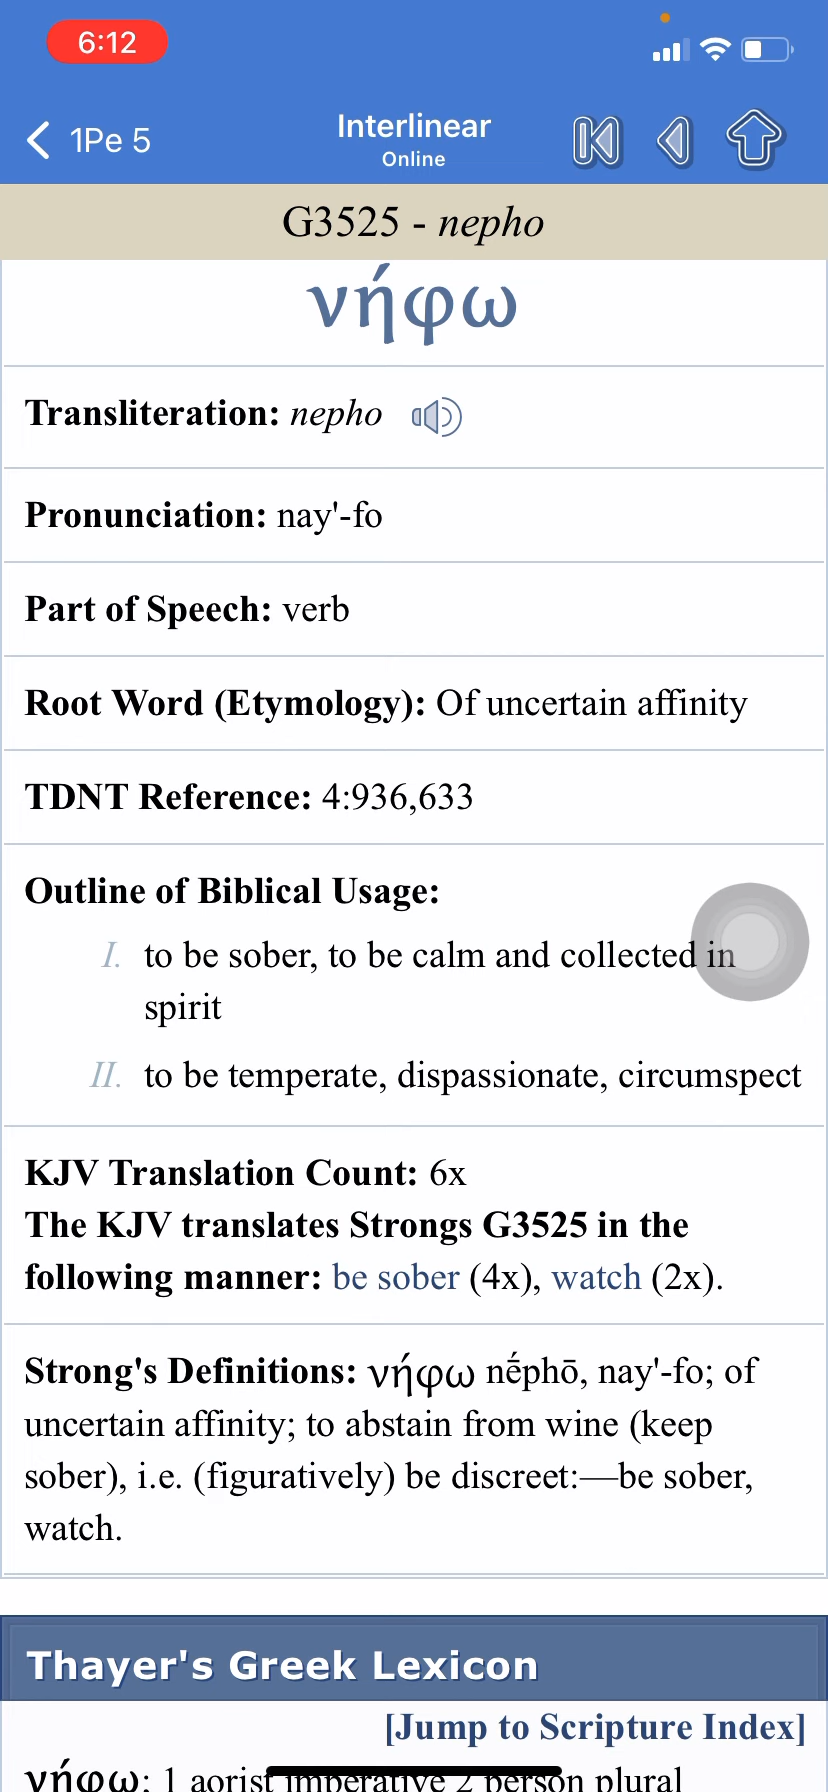 6:12
1Pe 5
Interlinear
Online
G3525 - nepho
νήφω
Transliteration: nepho
Pronunciation: nay'-fo
Part of Speech: verb
Root Word (Etymology): Of uncertain affinity
TDNT Reference: 4:936,633
Outline of Biblical Usage:
I. to be sober, to be calm and collected in
spirit
II. to be temperate, dispassionate, circumspect
KJV Translation Count: 6x
The KJV translates Strongs G3525 in the
following manner: be sober (4x), watch (2x).
Strong's Definitions: νήφω nḗphō, nay'-fo; of
uncertain affinity; to abstain from wine (keep
sober), i.e. (figuratively) be discreet:—be sober,
watch.
Thayer's Greek Lexicon
[Jump to Scripture Index]
νήφω; 1 aorist imperative 2 person plural